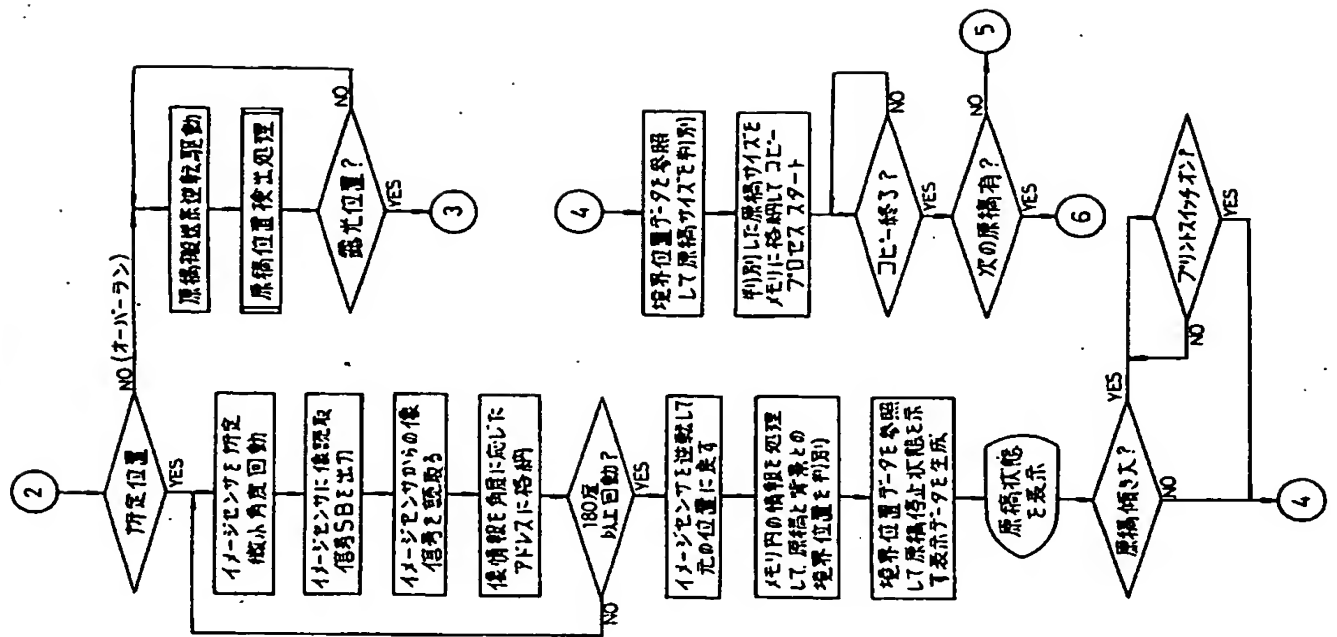 2
所定位置
NO (オーバーラン)
YES
イメージセンサを所定
微小角度回動
イメージセンサに像読取
信号SBを出力
イメージセンサからの像
信号を読取る
像情報を角度に応じた
アドレスに格納
180度
以上回動?
NO
YES
イメージセンサを逆転して
元の位置に戻す
メモリ内の情報を処理
して原稿と背景との
境界位置を判別
境界位置データを参照
して原稿停止状態を示
す表示データを生成
原稿状態
を表示
原稿傾き大?
YES
NO
プリントスイッチオン?
NO
YES
4
原稿搬送系逆転駆動
原稿位置検出処理
露光位置?
NO
YES
3
4
境界位置データを参照
して原稿サイズを判別
判別した原稿サイズを
メモリに格納してコピー
プロセススタート
コピー終了?
NO
YES
次の原稿有?
NO
5
YES
6